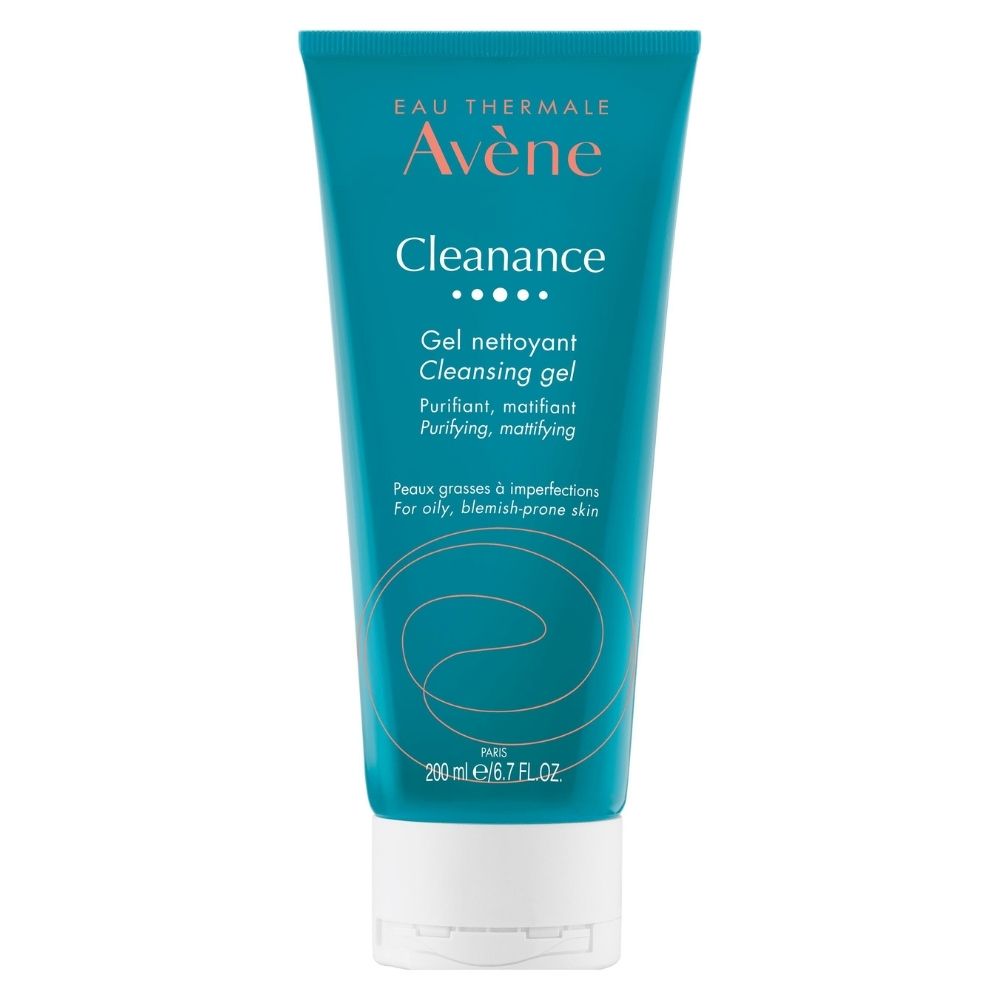 EAU THERMALE
Avène
Cleanance
Gel nettoyant
Cleansing gel
Purifiant, matifiant
Purifying, mattifying
Peaux grasses à imperfections
For oily, blemish-prone skin
PARIS
200 ml ℮/6.7 FL.OZ.